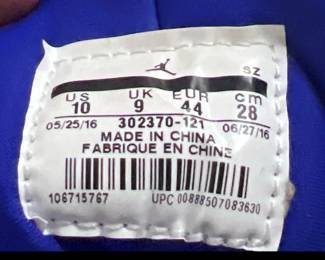 SZ
US UK EUR cm
10 9 44 28
05/25/16 302370-121 06/27/16
MADE IN CHINA
FABRIQUE EN CHINE
106715767 UPC 00888507083630